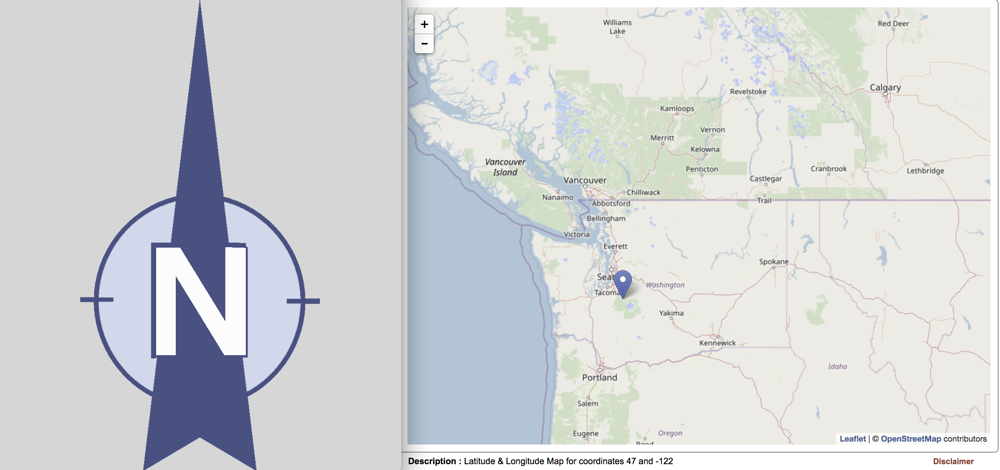 N
+
−
Williams
Lake
Red Deer
Calgary
Revelstoke
Kamloops
Vernon
Merritt
Kelowna
Vancouver
Island
Penticton
Cranbrook
Lethbridge
Vancouver
Castlegar
Chilliwack
Nanaimo
Abbotsford
Trail
Bellingham
Victoria
Everett
Spokane
Seat
Washington
Tacoma
Yakima
Kennewick
Idaho
Portland
Salem
Eugene
Oregon
Bend
Leaflet | © OpenStreetMap contributors
Description : Latitude & Longitude Map for coordinates 47 and -122
Disclaimer